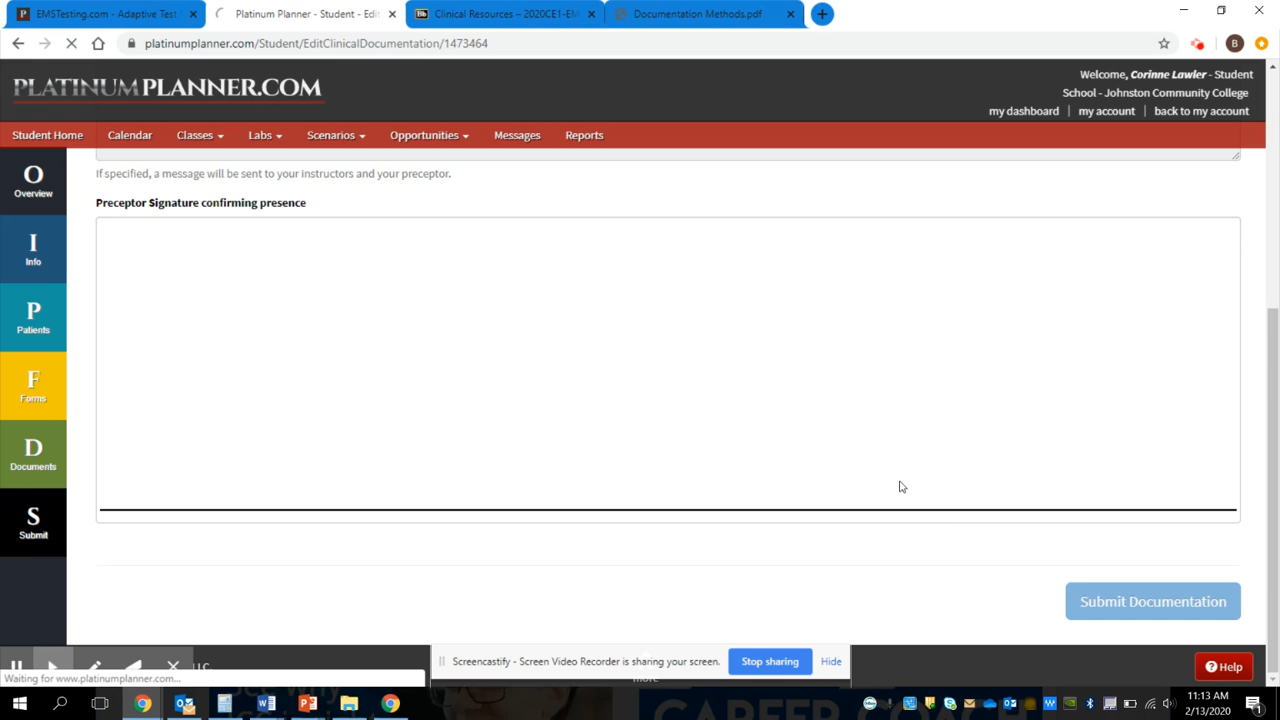 EMSTesting.com - Adaptive Test
Platinum Planner - Student - Edit
Clinical Resources – 2020CE1-EM
Documentation Methods.pdf
platinumplanner.com/Student/EditClinicalDocumentation/1473464
B
PLATINUMPLANNER.COM
Welcome, Corinne Lawler - Student
School - Johnston Community College
my dashboard | my account | back to my account
Student Home Calendar Classes Labs Scenarios Opportunities Messages Reports
O
Overview
I
Info
P
Patients
F
Forms
D
Documents
S
Submit
If specified, a message will be sent to your instructors and your preceptor.
Preceptor Signature confirming presence
Submit Documentation
Screencastify - Screen Video Recorder is sharing your screen.
Stop sharing
Hide
Help
Waiting for www.platinumplanner.com...
CAREER COACH
11:13 AM
2/13/2020